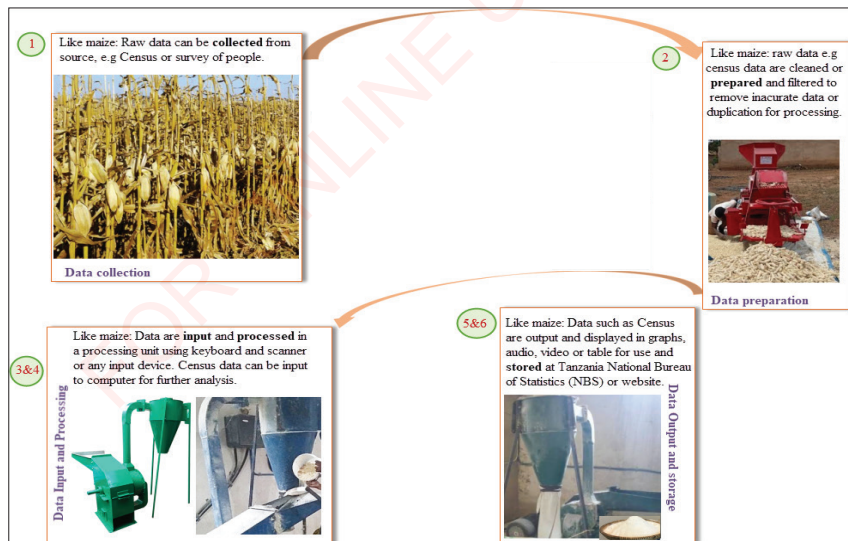 1
Like maize: Raw data can be collected from
source, e.g Census or survey of people.
Data collection
2
Like maize: raw data e.g
census data are cleaned or
prepared and filtered to
remove inacurate data or
duplication for processing.
Data preparation
3&4
Like maize: Data are input and processed in
a processing unit using keyboard and scanner
or any input device. Census data can be input
to computer for further analysis.
Data Input and Processing
5&6
Like maize: Data such as Census
are output and displayed in graphs,
audio, video or table for use and
stored at Tanzania National Bureau
of Statistics (NBS) or website.
Data Output and storage
FOR ONLINE U